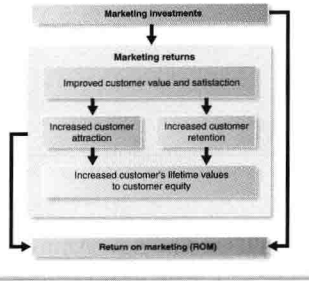 Marketing investments
Marketing returns
Improved customer value and satisfaction
Increased customer
attraction
Increased customer
retention
Increased customer's lifetime values
to customer equity
Return on marketing (ROM)